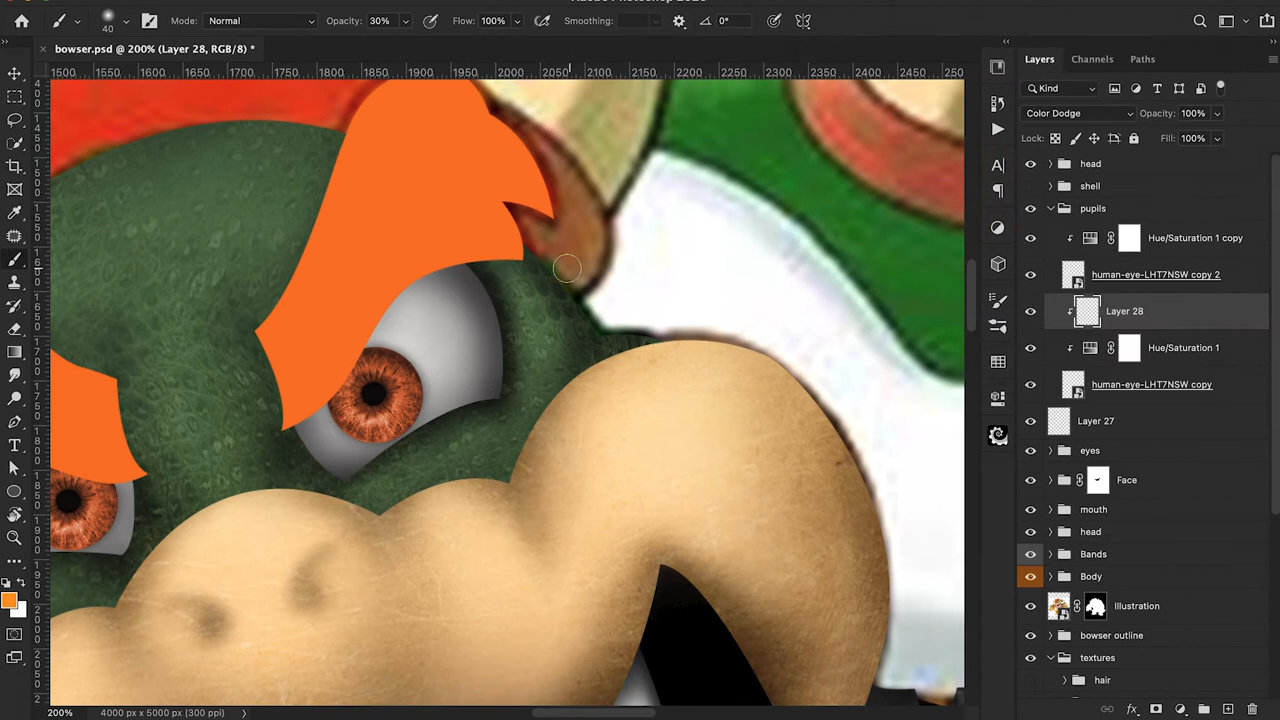 40
Mode: Normal
Opacity: 30%
Flow: 100%
Smoothing:
0°
bowser.psd @ 200% (Layer 28, RGB/8) *
1500 1550 1600 1650 1700 1750 1800 1850 1900 1950 2000 2050 2100 2150 2200 2250 2300 2350 2400 2450 250
Layers Channels Paths
Kind
Color Dodge
Opacity: 100%
Lock:
Fill: 100%
head
shell
pupils
Hue/Saturation 1 copy
human-eye-LHT7NSW copy 2
Layer 28
Hue/Saturation 1
human-eye-LHT7NSW copy
Layer 27
eyes
Face
mouth
head
Bands
Body
Illustration
bowser outline
textures
hair
200%
4000 px x 5000 px (300 ppi)